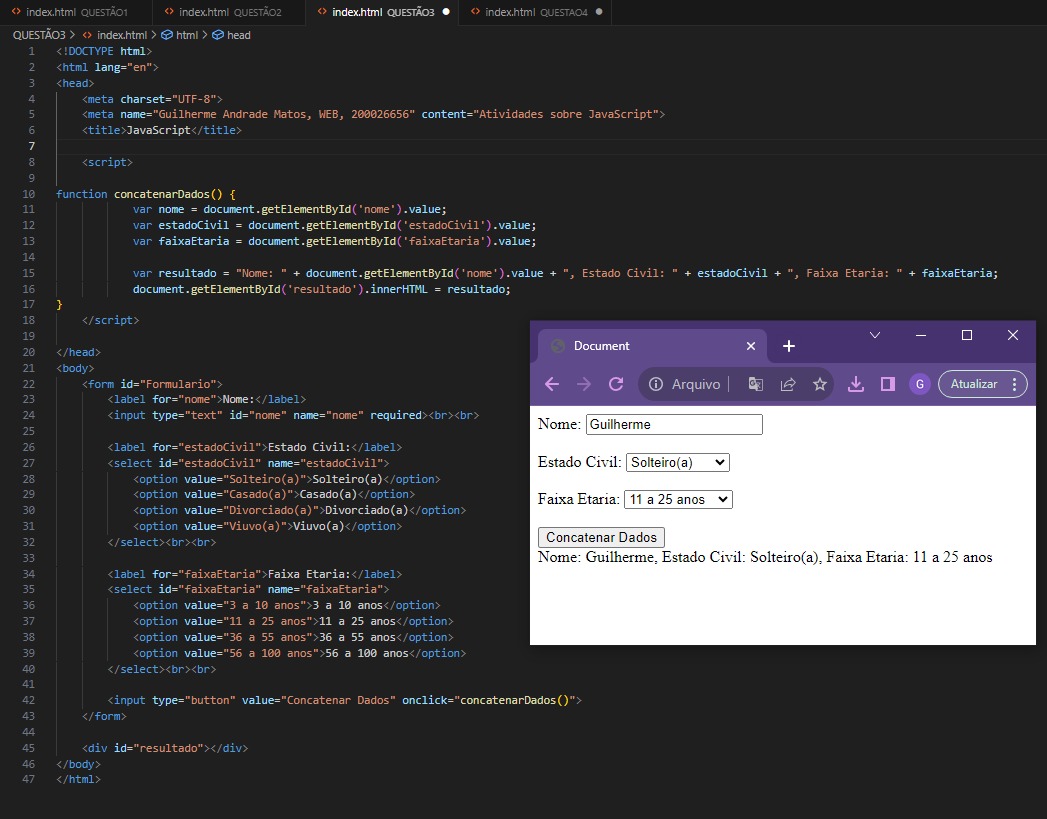 index.html QUESTÃO1 index.html QUESTÃO2 index.html QUESTÃO3 index.html QUESTAO4
QUESTÃO3 > index.html > html > head
1 <!DOCTYPE html>
2 <html lang="en">
3 <head>
4 <meta charset="UTF-8">
5 <meta name="Guilherme Andrade Matos, WEB, 200026656" content="Atividades sobre JavaScript">
6 <title>JavaScript</title>
7
8 <script>
9
10 function concatenarDados() {
11 var nome = document.getElementById('nome').value;
12 var estadoCivil = document.getElementById('estadoCivil').value;
13 var faixaEtaria = document.getElementById('faixaEtaria').value;
14
15 var resultado = "Nome: " + document.getElementById('nome').value + ", Estado Civil: " + estadoCivil + ", Faixa Etaria: " + faixaEtaria;
16 document.getElementById('resultado').innerHTML = resultado;
17 }
18 </script>
19
20 </head>
21 <body>
22 <form id="Formulario">
23 <label for="nome">Nome:</label>
24 <input type="text" id="nome" name="nome" required><br><br>
25
26 <label for="estadoCivil">Estado Civil:</label>
27 <select id="estadoCivil" name="estadoCivil">
28 <option value="Solteiro(a)">Solteiro(a)</option>
29 <option value="Casado(a)">Casado(a)</option>
30 <option value="Divorciado(a)">Divorciado(a)</option>
31 <option value="Viuvo(a)">Viuvo(a)</option>
32 </select><br><br>
33
34 <label for="faixaEtaria">Faixa Etaria:</label>
35 <select id="faixaEtaria" name="faixaEtaria">
36 <option value="3 a 10 anos">3 a 10 anos</option>
37 <option value="11 a 25 anos">11 a 25 anos</option>
38 <option value="36 a 55 anos">36 a 55 anos</option>
39 <option value="56 a 100 anos">56 a 100 anos</option>
40 </select><br><br>
41
42 <input type="button" value="Concatenar Dados" onclick="concatenarDados()">
43 </form>
44
45 <div id="resultado"></div>
46 </body>
47 </html>
Document
Arquivo G Atualizar
Nome: Guilherme
Estado Civil: Solteiro(a)
Faixa Etaria: 11 a 25 anos
Concatenar Dados
Nome: Guilherme, Estado Civil: Solteiro(a), Faixa Etaria: 11 a 25 anos